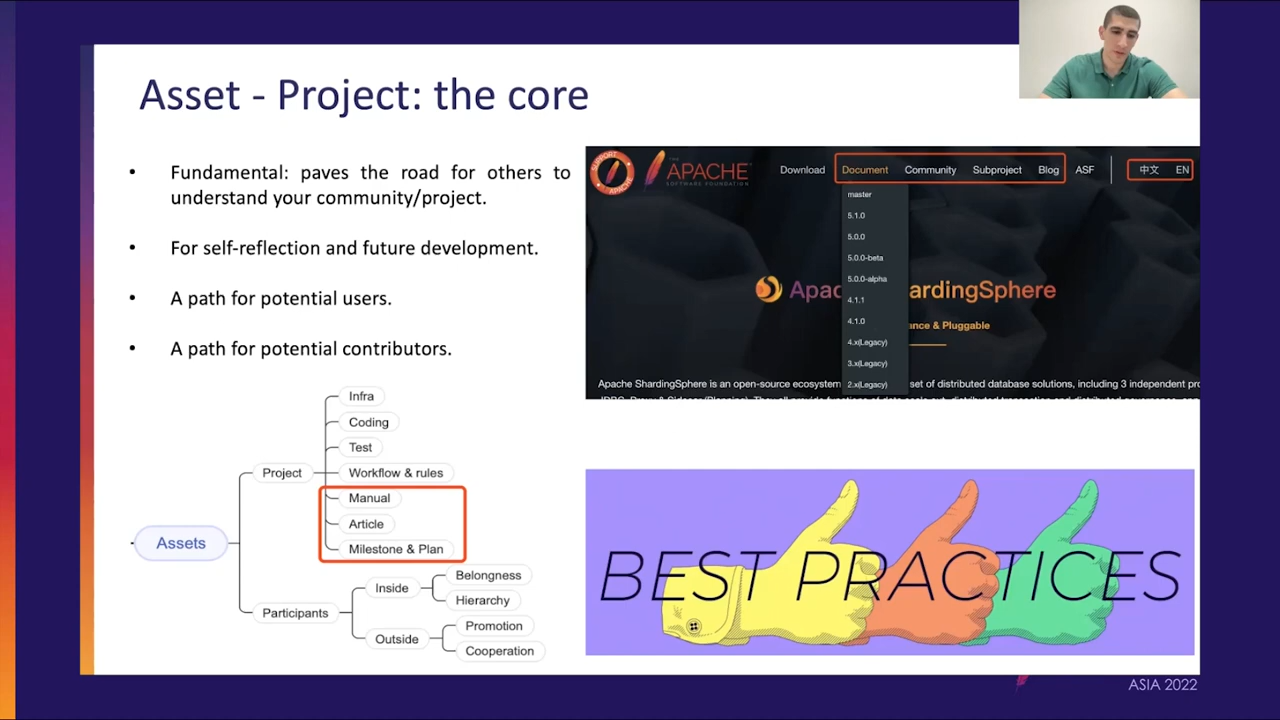 Asset - Project: the core
• Fundamental: paves the road for others to
understand your community/project.
• For self-reflection and future development.
• A path for potential users.
• A path for potential contributors.
Assets
Project
Infra
Coding
Test
Workflow & rules
Manual
Article
Milestone & Plan
Participants
Inside
Belongness
Hierarchy
Outside
Promotion
Cooperation
SUPPORT APACHE
THE
APACHE
SOFTWARE FOUNDATION
Download Document Community Subproject Blog ASF 中文 EN
master
5.1.0
5.0.0
5.0.0-beta
5.0.0-alpha
4.1.1
4.1.0
4.x(Legacy)
3.x(Legacy)
2.x(Legacy)
Apac ardingSphere
ance & Pluggable
Apache ShardingSphere is an open-source ecosystem set of distributed database solutions, including 3 independent pro
BEST PRACTICES
ASIA 2022